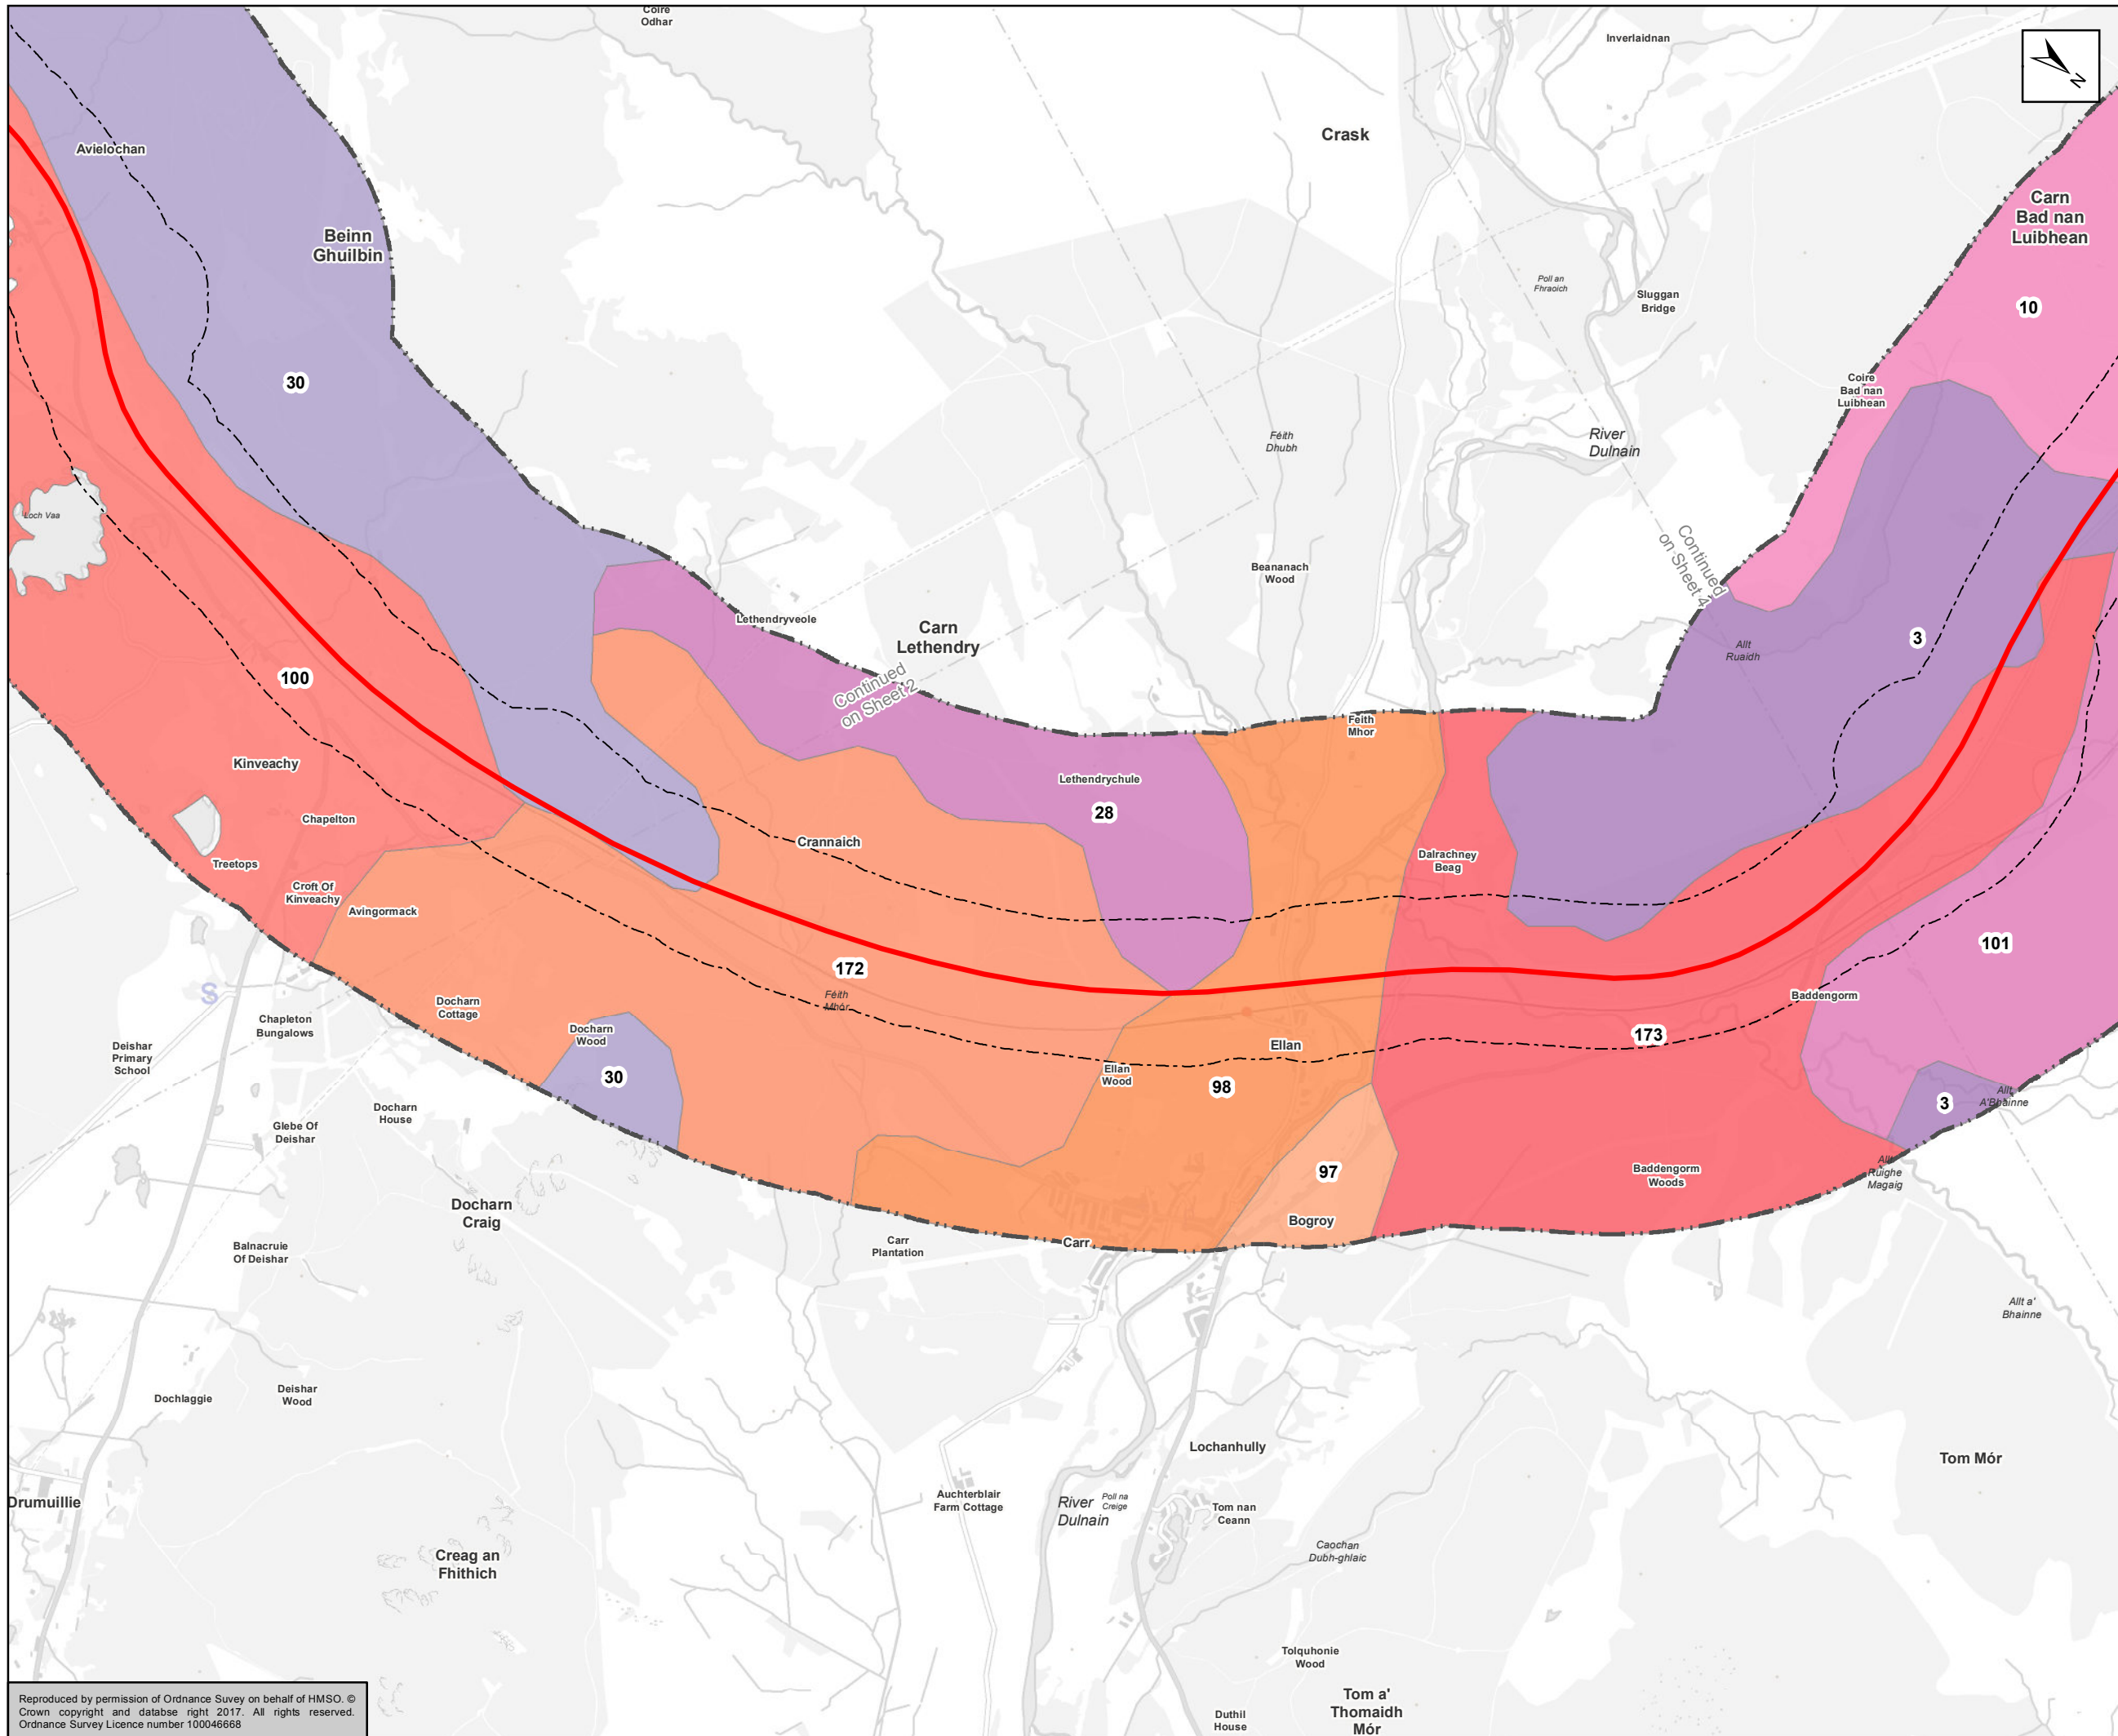 Coire
Odhar
Inverlaidnan
N
Crask
Avielochan
Beinn
Ghuilbin
Carn
Bad nan
Luibhean
10
Poll an
Fhraoich
Sluggan
Bridge
30
Coire
Bad nan
Luibhean
Féith
Dhubh
River
Dulnain
Loch Vaa
Beananach
Wood
Continued
on Sheet 4
Lethendryveole
Carn
Lethendry
3
Allt
Ruaidh
100
Continued
on Sheet 2
Feith
Mhor
Kinveachy
Lethendrychule
28
Chapelton
Crannaich
Treetops
Dalrachney
Beag
Croft Of
Kinveachy
Avingormack
101
172
Féith
Mhór
S
Baddengorm
Docharn
Cottage
Chapleton
Bungalows
Docharn
Wood
173
Deishar
Primary
School
Ellan
30
Ellan
Wood
98
Docharn
House
3
Allt
A'Bhainne
Glebe Of
Deishar
97
Baddengorm
Woods
Allt
Ruighe
Magaig
Docharn
Craig
Bogroy
Balnacruie
Of Deishar
Carr
Plantation
Carr
Allt a'
Bhainne
Dochlaggie
Deishar
Wood
Lochanhully
Tom Mór
Drumuillie
Auchterblair
Farm Cottage
River
Dulnain
Poll na
Creige
Tom nan
Ceann
Creag an
Fhithich
Caochan
Dubh-ghlaic
Tolquhonie
Wood
Tom a'
Thomaidh
Mór
Duthil
House
Reproduced by permission of Ordnance Suvey on behalf of HMSO. ©
Crown copyright and databse right 2017. All rights reserved.
Ordnance Survey Licence number 100046668